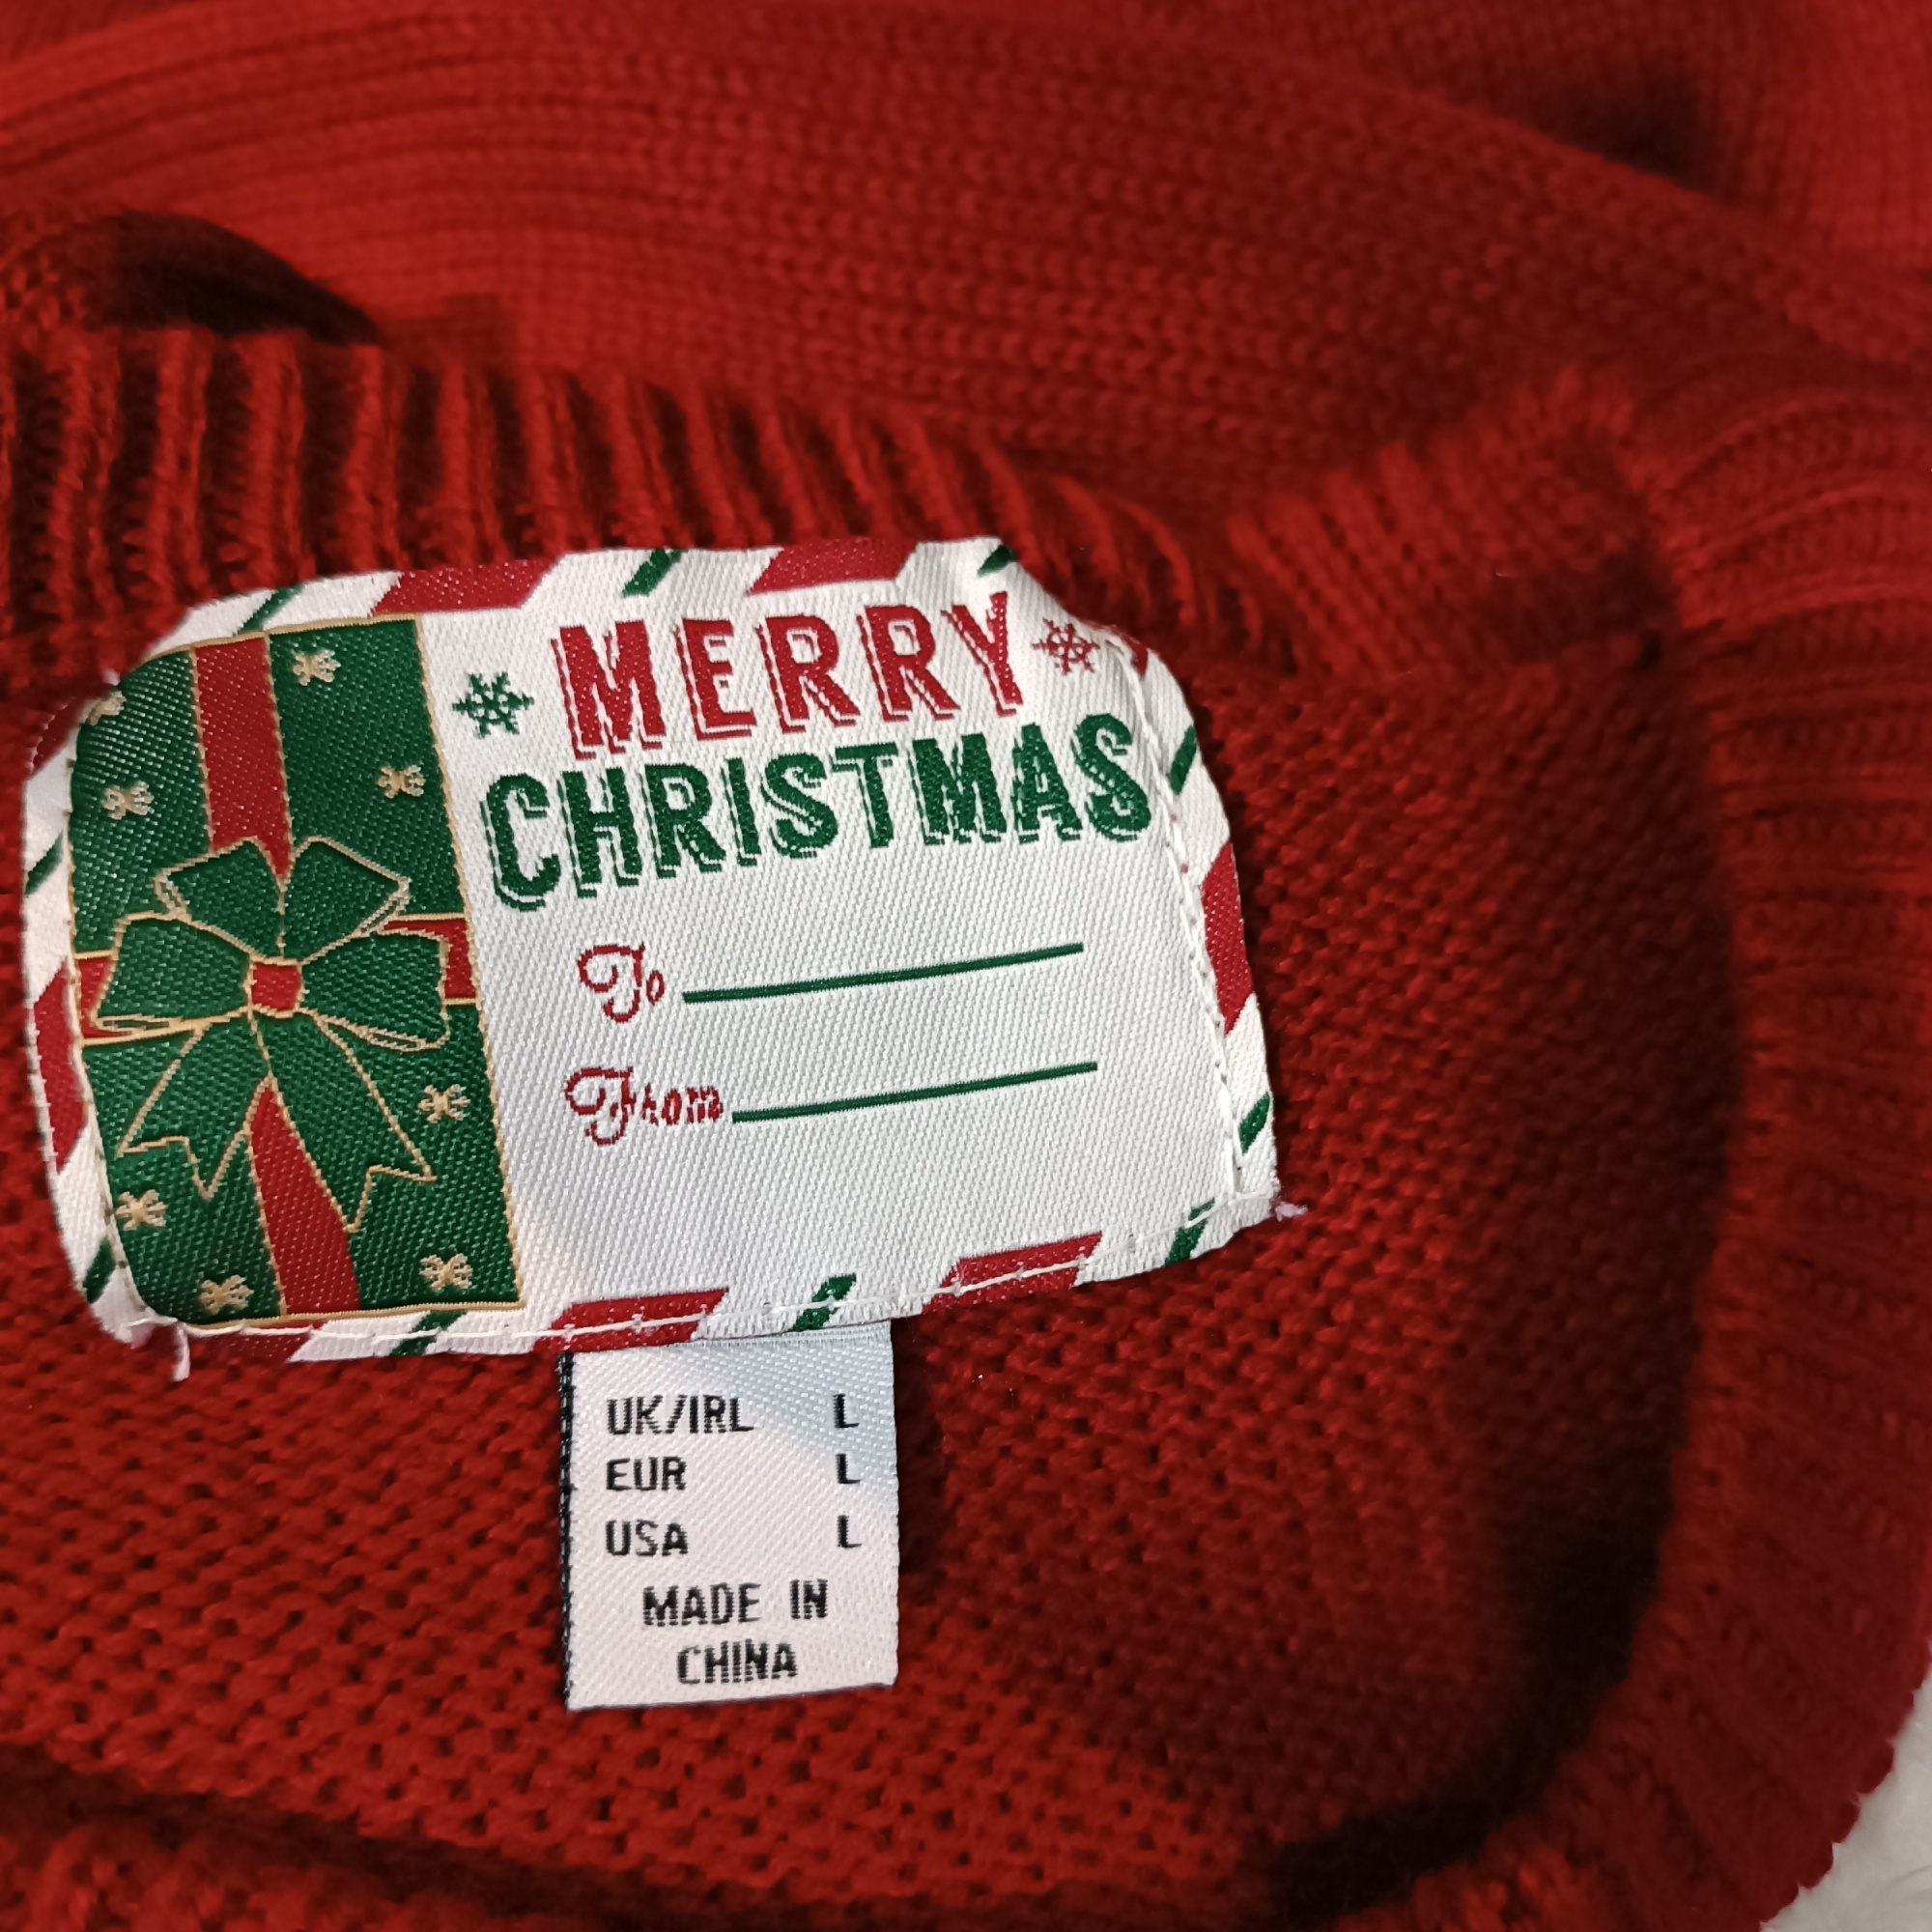 MERRY
CHRISTMAS
To
From
UK/IRL L
EUR L
USA L
MADE IN
CHINA